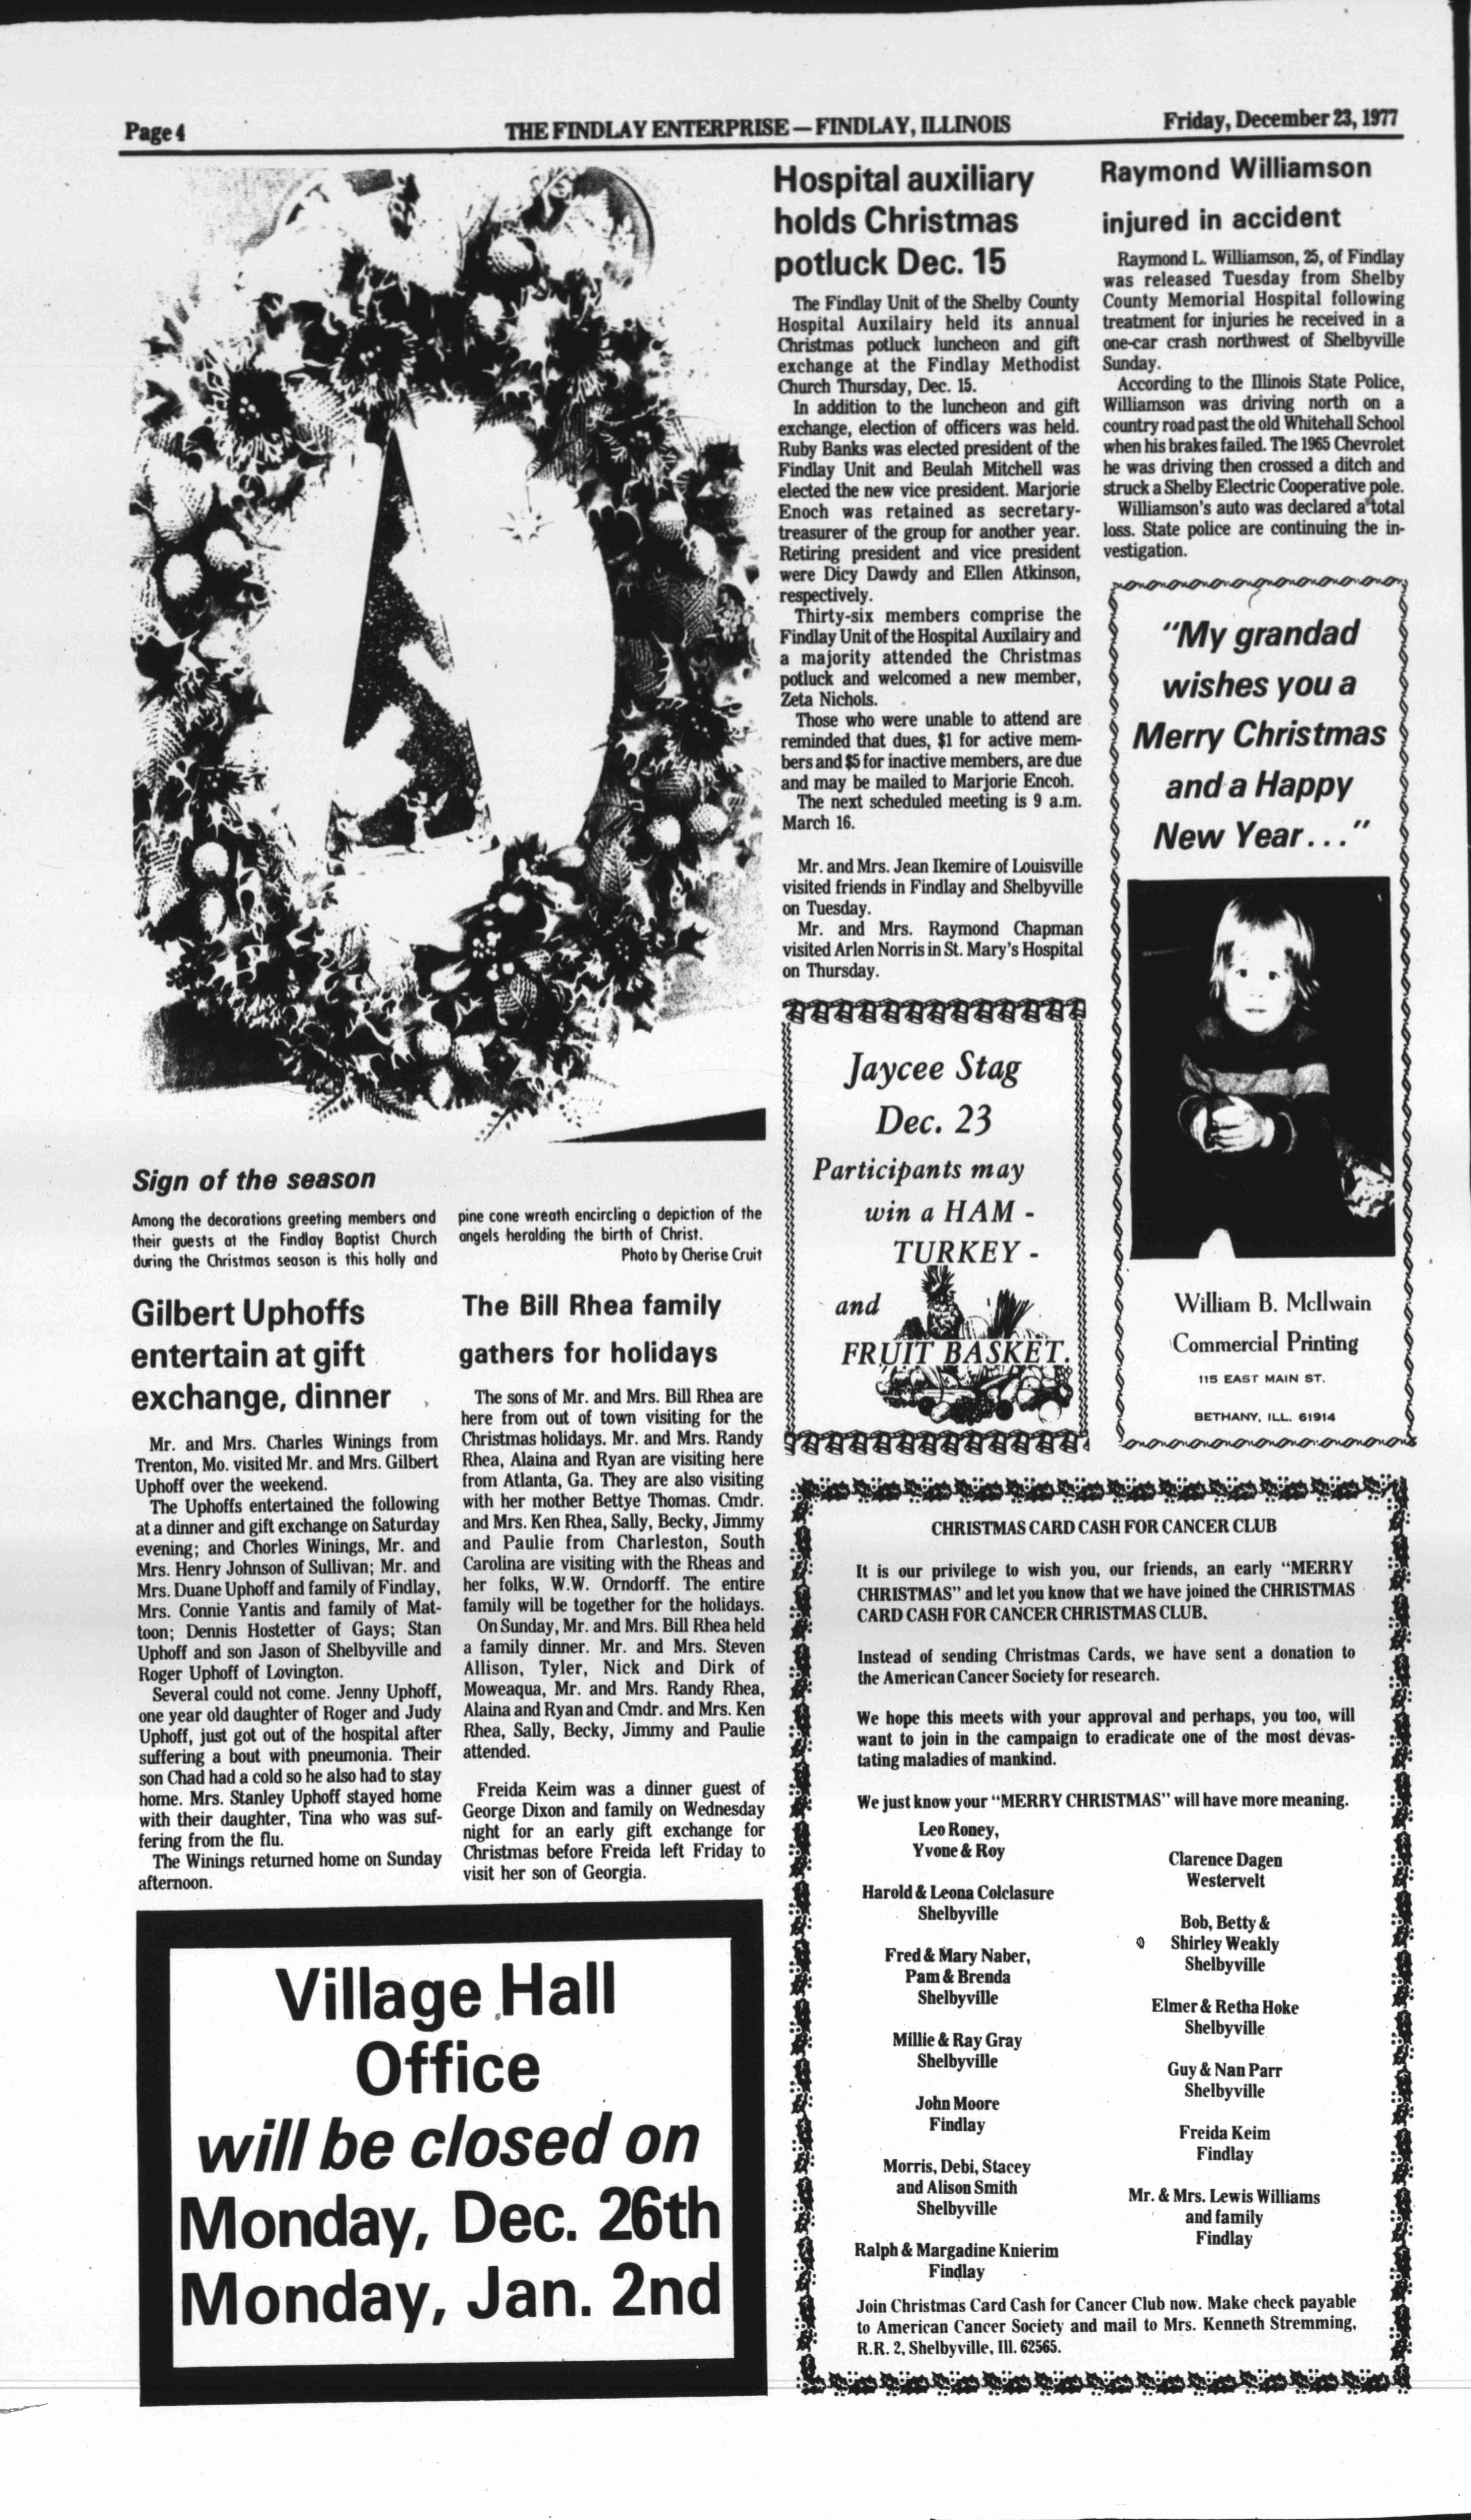 Page 4
THE FINDLAY ENTERPRISE — FINDLAY, ILLINOIS
Friday, December 23, 1977
Sign of the season
Among the decorations greeting members and
their guests at the Findlay Baptist Church
during the Christmas season is this holly and
pine cone wreath encircling a depiction of the
angels heralding the birth of Christ.
Photo by Cherise Cruit
Gilbert Uphoffs
entertain at gift
exchange, dinner
Mr. and Mrs. Charles Winings from
Trenton, Mo. visited Mr. and Mrs. Gilbert
Uphoff over the weekend.
The Uphoffs entertained the following
at a dinner and gift exchange on Saturday
evening; and Chorles Winings, Mr. and
Mrs. Henry Johnson of Sullivan; Mr. and
Mrs. Duane Uphoff and family of Findlay,
Mrs. Connie Yantis and family of Mat-
toon; Dennis Hostetter of Gays; Stan
Uphoff and son Jason of Shelbyville and
Roger Uphoff of Lovington.
Several could not come. Jenny Uphoff,
one year old daughter of Roger and Judy
Uphoff, just got out of the hospital after
suffering a bout with pneumonia. Their
son Chad had a cold so he also had to stay
home. Mrs. Stanley Uphoff stayed home
with their daughter, Tina who was suf-
fering from the flu.
The Winings returned home on Sunday
afternoon.
The Bill Rhea family
gathers for holidays
The sons of Mr. and Mrs. Bill Rhea are
here from out of town visiting for the
Christmas holidays. Mr. and Mrs. Randy
Rhea, Alaina and Ryan are visiting here
from Atlanta, Ga. They are also visiting
with her mother Bettye Thomas. Cmdr.
and Mrs. Ken Rhea, Sally, Becky, Jimmy
and Paulie from Charleston, South
Carolina are visiting with the Rheas and
her folks, W.W. Orndorff. The entire
family will be together for the holidays.
On Sunday, Mr. and Mrs. Bill Rhea held
a family dinner. Mr. and Mrs. Steven
Allison, Tyler, Nick and Dirk of
Moweaqua, Mr. and Mrs. Randy Rhea,
Alaina and Ryan and Cmdr. and Mrs. Ken
Rhea, Sally, Becky, Jimmy and Paulie
attended.
Freida Keim was a dinner guest of
George Dixon and family on Wednesday
night for an early gift exchange for
Christmas before Freida left Friday to
visit her son of Georgia.
Village Hall
Office
will be closed on
Monday, Dec. 26th
Monday, Jan. 2nd
Hospital auxiliary
holds Christmas
potluck Dec. 15
The Findlay Unit of the Shelby County
Hospital Auxilairy held its annual
Christmas potluck luncheon and gift
exchange at the Findlay Methodist
Church Thursday, Dec. 15.
In addition to the luncheon and gift
exchange, election of officers was held.
Ruby Banks was elected president of the
Findlay Unit and Beulah Mitchell was
elected the new vice president. Marjorie
Enoch was retained as secretary-
treasurer of the group for another year.
Retiring president and vice president
were Dicy Dawdy and Ellen Atkinson,
respectively.
Thirty-six members comprise the
Findlay Unit of the Hospital Auxilairy and
a majority attended the Christmas
potluck and welcomed a new member,
Zeta Nichols.
Those who were unable to attend are
reminded that dues, $1 for active mem-
bers and $5 for inactive members, are due
and may be mailed to Marjorie Encoh.
The next scheduled meeting is 9 a.m.
March 16.
Mr. and Mrs. Jean Ikemire of Louisville
visited friends in Findlay and Shelbyville
on Tuesday.
Mr. and Mrs. Raymond Chapman
visited Arlen Norris in St. Mary's Hospital
on Thursday.
Jaycee Stag
Dec. 23
Participants may
win a HAM -
TURKEY -
and
FRUIT BASKET.
Raymond Williamson
injured in accident
Raymond L. Williamson, 25, of Findlay
was released Tuesday from Shelby
County Memorial Hospital following
treatment for injuries he received in a
one-car crash northwest of Shelbyville
Sunday.
According to the Illinois State Police,
Williamson was driving north on a
country road past the old Whitehall School
when his brakes failed. The 1965 Chevrolet
he was driving then crossed a ditch and
struck a Shelby Electric Cooperative pole.
Williamson's auto was declared a total
loss. State police are continuing the in-
vestigation.
"My grandad
wishes you a
Merry Christmas
and a Happy
New Year..."
William B. McIlwain
Commercial Printing
115 EAST MAIN ST.
BETHANY, ILL. 61914
CHRISTMAS CARD CASH FOR CANCER CLUB
It is our privilege to wish you, our friends, an early "MERRY
CHRISTMAS" and let you know that we have joined the CHRISTMAS
CARD CASH FOR CANCER CHRISTMAS CLUB.
Instead of sending Christmas Cards, we have sent a donation to
the American Cancer Society for research.
We hope this meets with your approval and perhaps, you too, will
want to join in the campaign to eradicate one of the most devas-
tating maladies of mankind.
We just know your "MERRY CHRISTMAS" will have more meaning.
Leo Roney,
Yvone & Roy
Harold & Leona Colclasure
Shelbyville
Fred & Mary Naber,
Pam & Brenda
Shelbyville
Millie & Ray Gray
Shelbyville
John Moore
Findlay
Morris, Debi, Stacey
and Alison Smith
Shelbyville
Ralph & Margadine Knierim
Findlay
Clarence Dagen
Westervelt
Bob, Betty &
Shirley Weakly
Shelbyville
Elmer & Retha Hoke
Shelbyville
Guy & Nan Parr
Shelbyville
Freida Keim
Findlay
Mr. & Mrs. Lewis Williams
and family
Findlay
Join Christmas Card Cash for Cancer Club now. Make check payable
to American Cancer Society and mail to Mrs. Kenneth Stremming,
R.R. 2, Shelbyville, Ill. 62565.